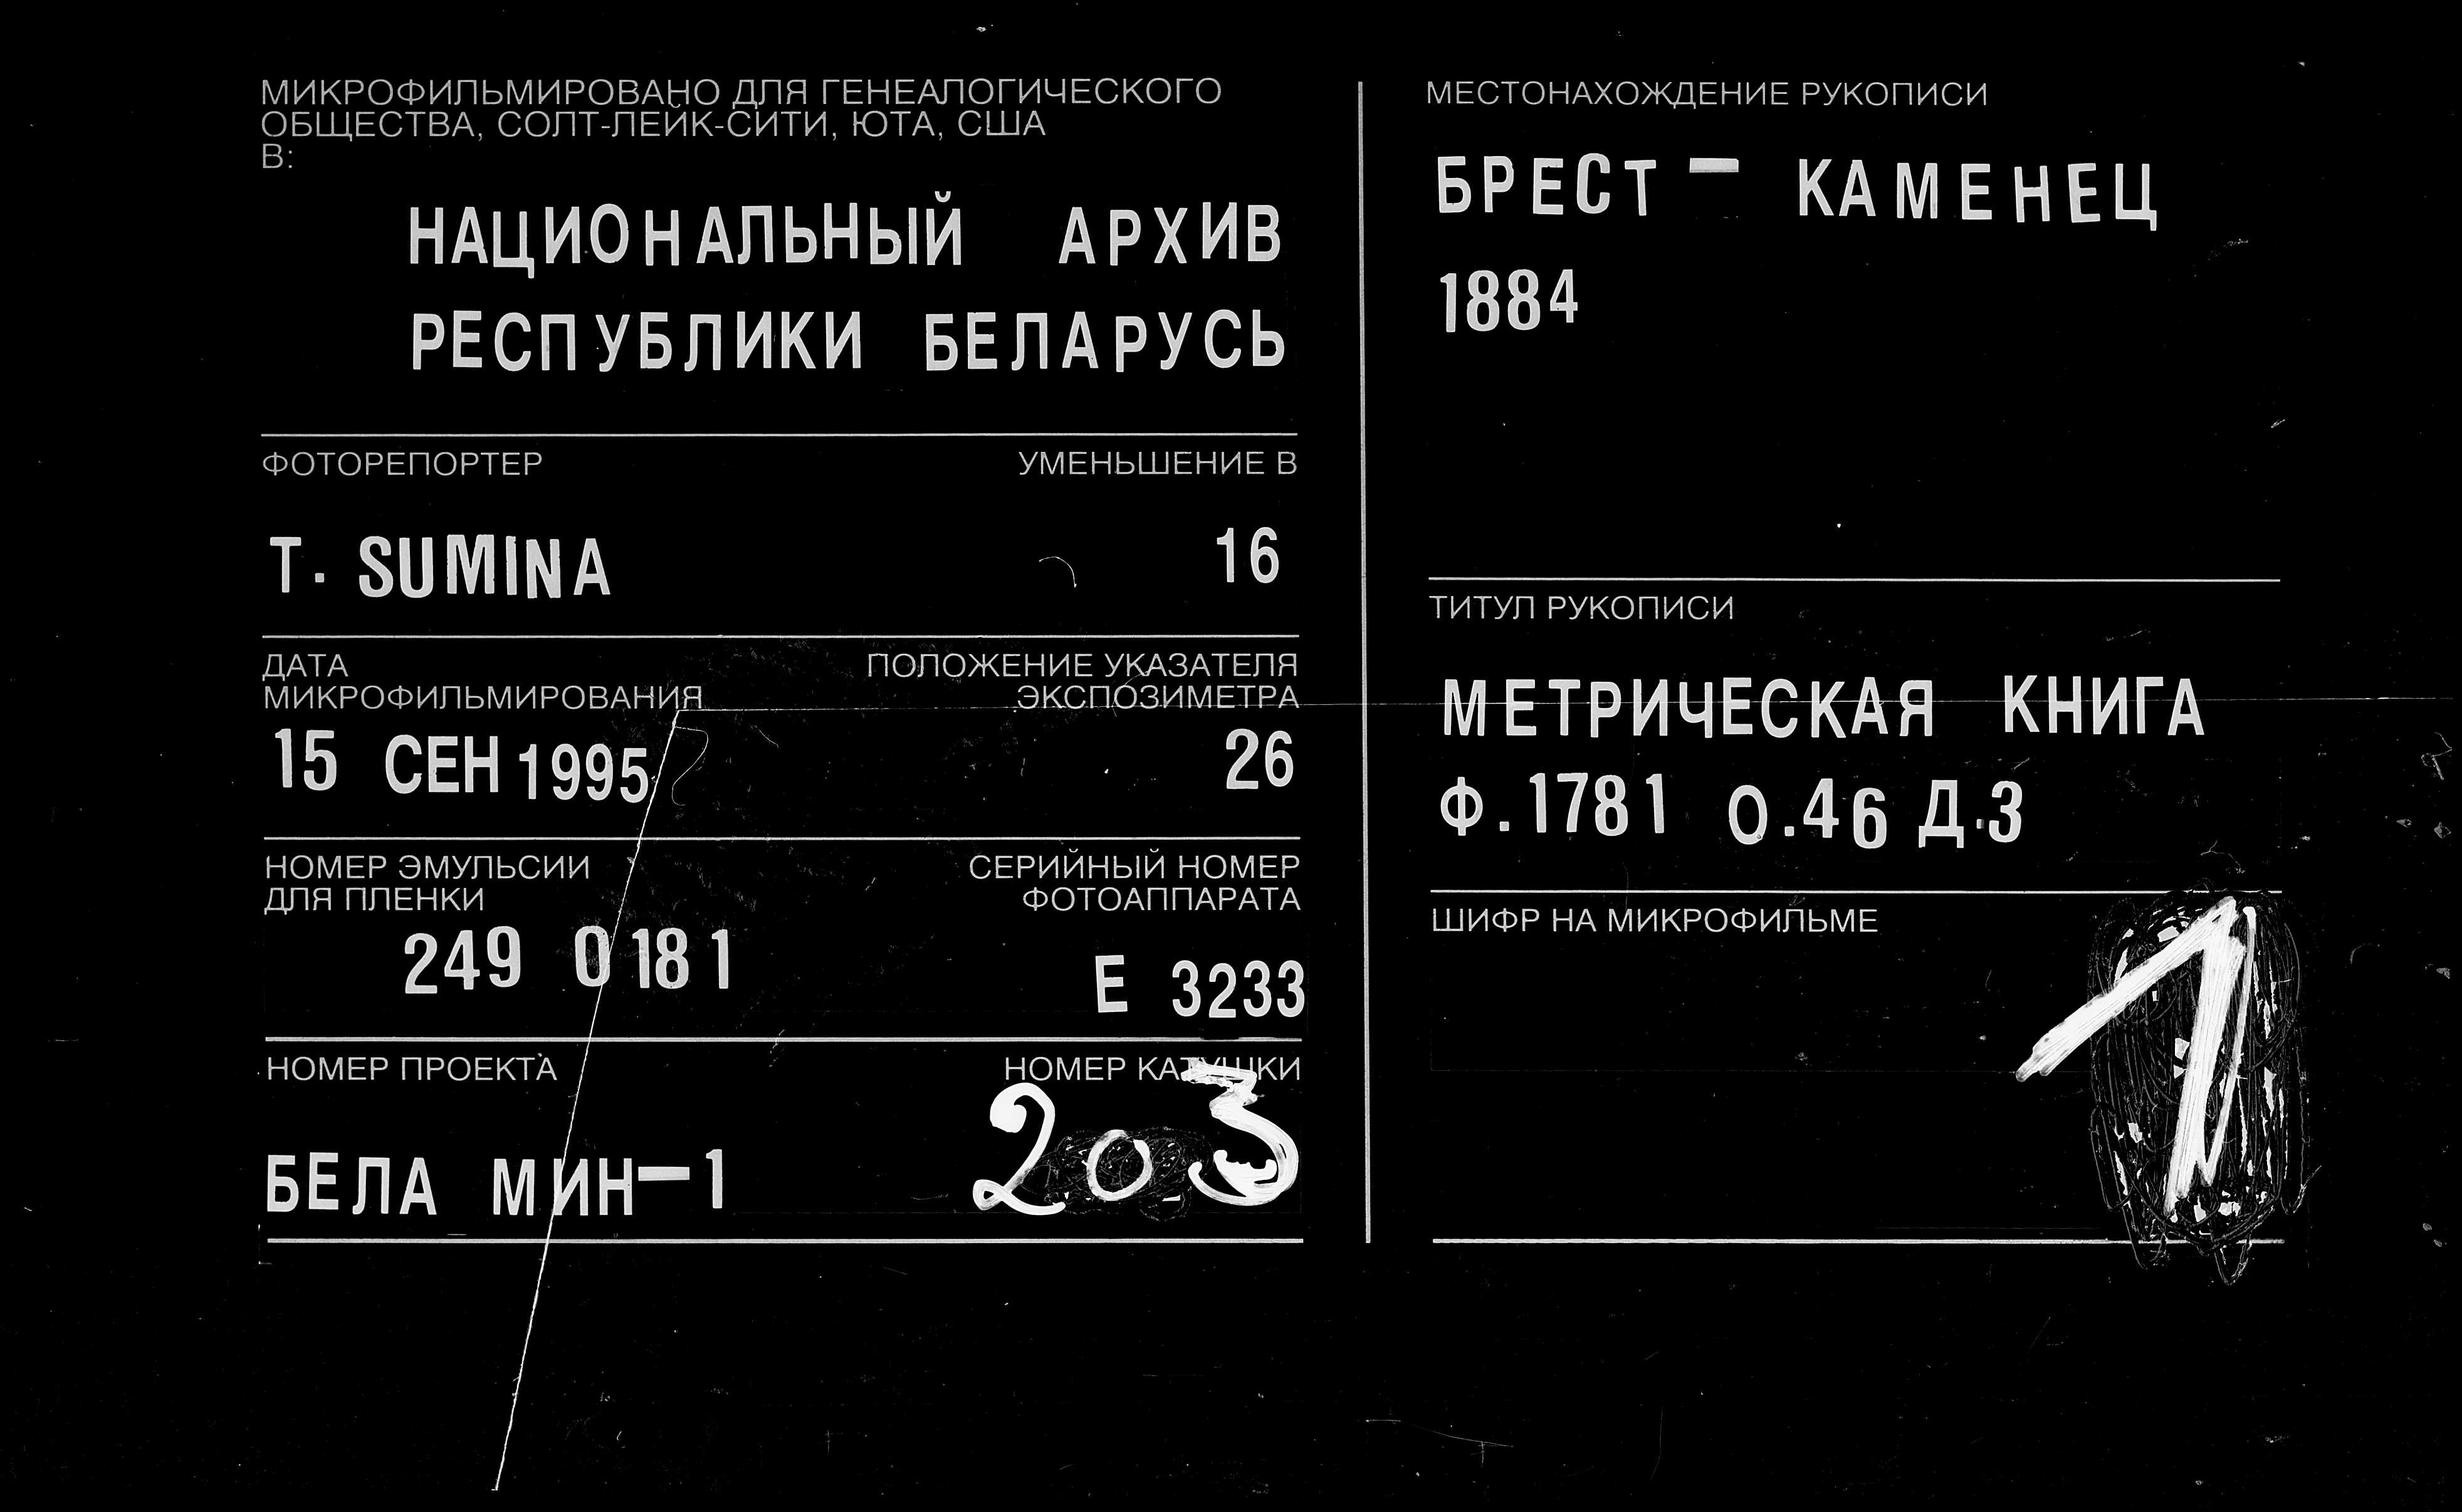 МИКРОФИЛЬМИРОВАНО ДЛЯ ГЕНЕАЛОГИЧЕСКОГО
ОБЩЕСТВА, СОЛТ-ЛЕЙК-СИТИ, ЮТА, США
В:
НАЦИОНАЛЬНЫЙ АРХИВ
РЕСПУБЛИКИ БЕЛАРУСЬ
ФОТОРЕПОРТЕР УМЕНЬШЕНИЕ В
T. SUMINA 16
ДАТА ПОЛОЖЕНИЕ УКАЗАТЕЛЯ
МИКРОФИЛЬМИРОВАНИЯ ЭКСПОЗИМЕТРА
15 СЕН 1995 26
НОМЕР ЭМУЛЬСИИ СЕРИЙНЫЙ НОМЕР
ДЛЯ ПЛЕНКИ ФОТОАППАРАТА
249 0181 E 3233
НОМЕР ПРОЕКТА НОМЕР КАТУШКИ
БЕЛА МИН-1 203
МЕСТОНАХОЖДЕНИЕ РУКОПИСИ
БРЕСТ - КАМЕНЕЦ
1884
ТИТУЛ РУКОПИСИ
МЕТРИЧЕСКАЯ КНИГА
Ф.1781 О.46 Д.3
ШИФР НА МИКРОФИЛЬМЕ
1